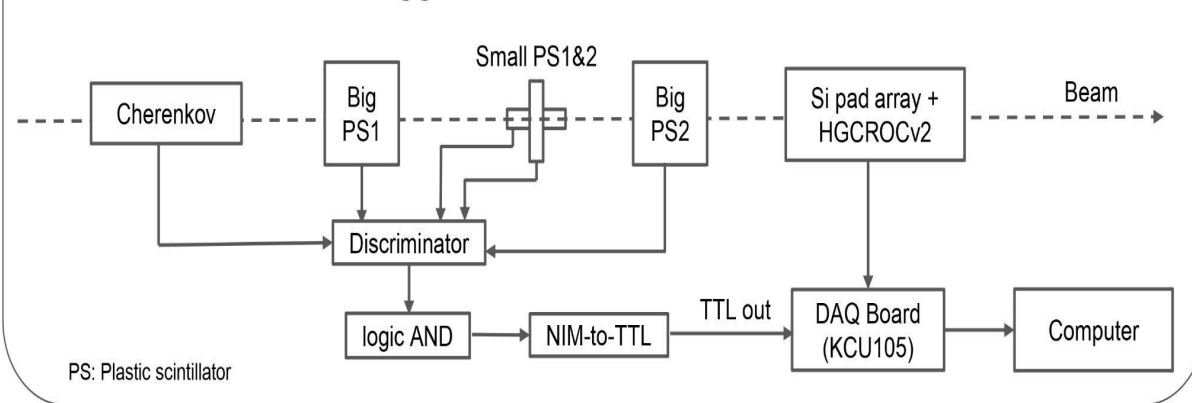 Small PS1&2
Cherenkov
Big
PS1
Big
PS2
Si pad array +
HGCROCv2
Beam
Discriminator
logic AND
NIM-to-TTL
TTL out
DAQ Board
(KCU105)
Computer
PS: Plastic scintillator